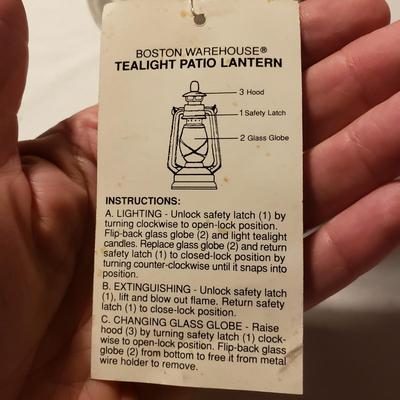 BOSTON WAREHOUSE®
TEALIGHT PATIO LANTERN
3 Hood
1 Safety Latch
2 Glass Globe
INSTRUCTIONS:
A. LIGHTING - Unlock safety latch (1) by
turning clockwise to open-lock position.
Flip-back glass globe (2) and light tealight
candles. Replace glass globe (2) and return
safety latch (1) to closed-lock position by
turning counter-clockwise until it snaps into
position.
B. EXTINGUISHING - Unlock safety latch
(1), lift and blow out flame. Return safety
latch (1) to close-lock position.
C. CHANGING GLASS GLOBE - Raise
hood (3) by turning safety latch (1) clock-
wise to open-lock position. Flip-back glass
globe (2) from bottom to free it from metal
wire holder to remove.